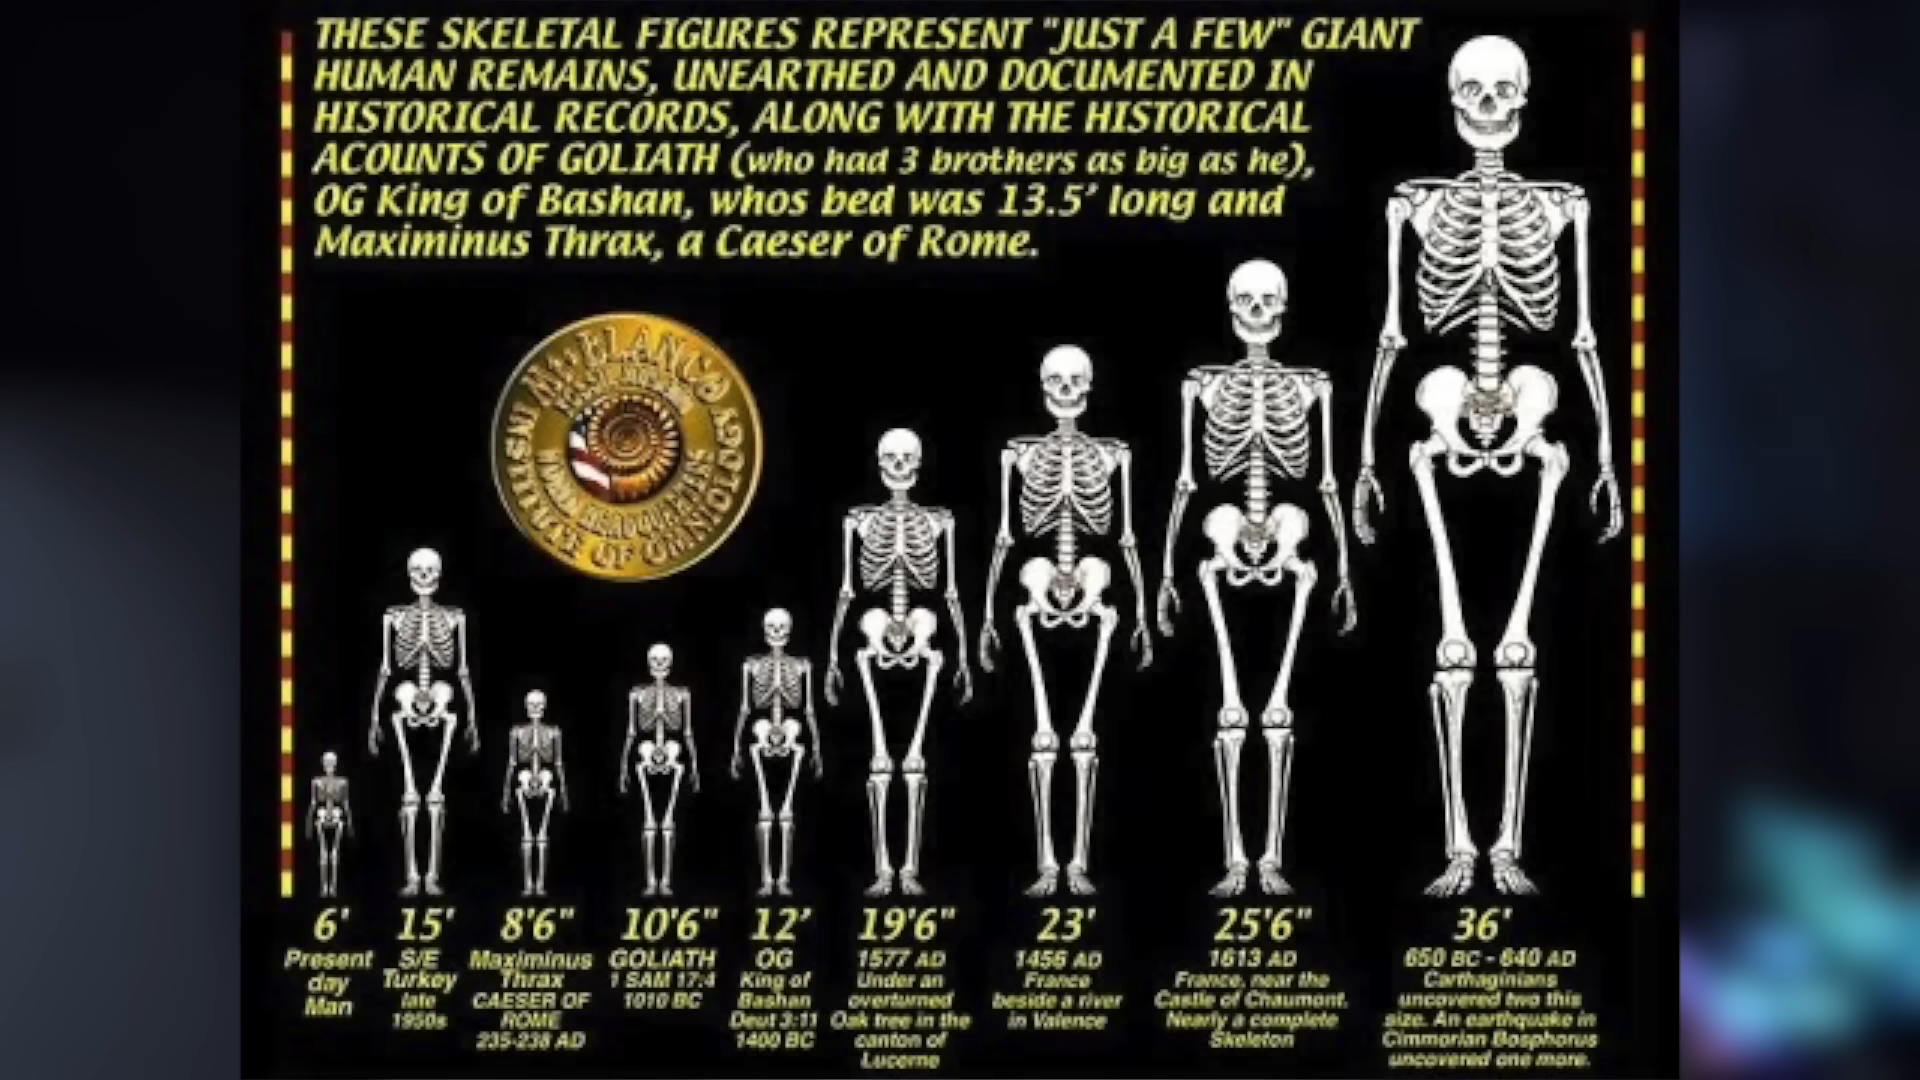 THESE SKELETAL FIGURES REPRESENT "JUST A FEW" GIANT
HUMAN REMAINS, UNEARTHED AND DOCUMENTED IN
HISTORICAL RECORDS, ALONG WITH THE HISTORICAL
ACOUNTS OF GOLIATH (who had 3 brothers as big as he),
OG King of Bashan, whos bed was 13.5’ long and
Maximinus Thrax, a Caeser of Rome.
Mt. BLANCO
WORLD HEADQUARTERS
INSTITUTE OF OMNIOLOGY
6'
Present
day
Man
15'
S/E
Turkey
late
1950s
8'6"
Maximinus
Thrax
CAESER OF
ROME
235-238 AD
10'6"
GOLIATH
1 SAM 17:4
1010 BC
12’
OG
King of
Bashan
Deut 3:11
1400 BC
19'6"
1577 AD
Under an
overturned
Oak tree in the
canton of
Lucerne
23'
1456 AD
France
beside a river
in Valence
25'6"
1613 AD
France, near the
Castle of Chaumont,
Nearly a complete
Skeleton
36'
650 BC - 640 AD
Carthaginians
uncovered two this
size. An earthquake in
Cimmorian Bosphorus
uncovered one more.